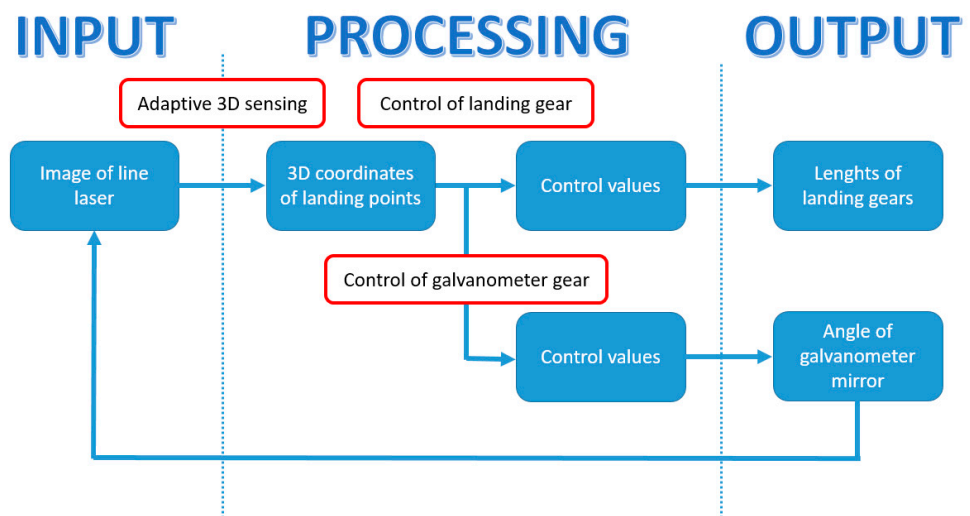 INPUT
PROCESSING
OUTPUT
Adaptive 3D sensing
Control of landing gear
Image of line
laser
3D coordinates
of landing points
Control values
Lenghts of
landing gears
Control of galvanometer gear
Control values
Angle of
galvanometer
mirror